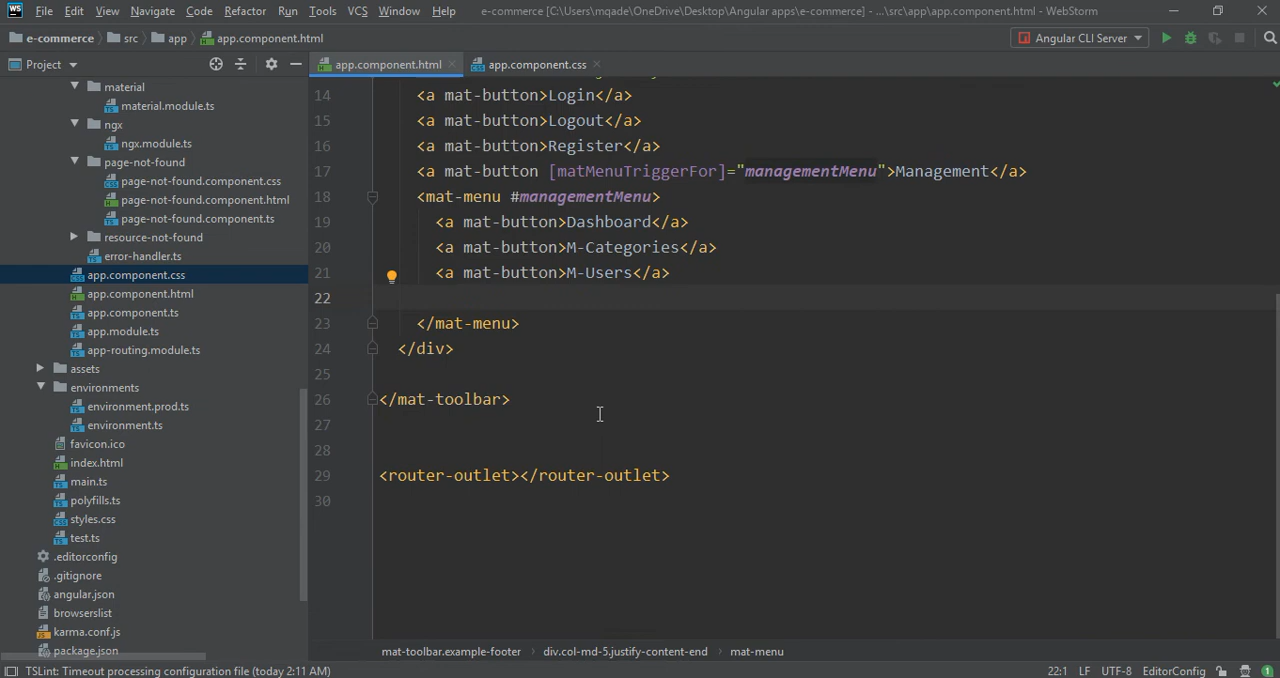 File Edit View Navigate Code Refactor Run Tools VCS Window Help e-commerce [C:\Users\mqade\OneDrive\Desktop\Angular apps\e-commerce] - ...\src\app\app.component.html - WebStorm
e-commerce src app app.component.html Angular CLI Server
Project app.component.html app.component.css
material
material.module.ts
ngx
ngx.module.ts
page-not-found
page-not-found.component.css
page-not-found.component.html
page-not-found.component.ts
resource-not-found
error-handler.ts
app.component.css
app.component.html
app.component.ts
app.module.ts
app-routing.module.ts
assets
environments
environment.prod.ts
environment.ts
favicon.ico
index.html
main.ts
polyfills.ts
styles.css
test.ts
.editorconfig
.gitignore
angular.json
browserslist
karma.conf.js
package.json
14 <a mat-button>Login</a>
15 <a mat-button>Logout</a>
16 <a mat-button>Register</a>
17 <a mat-button [matMenuTriggerFor]="managementMenu">Management</a>
18 <mat-menu #managementMenu>
19 <a mat-button>Dashboard</a>
20 <a mat-button>M-Categories</a>
21 <a mat-button>M-Users</a>
22
23 </mat-menu>
24 </div>
25
26 </mat-toolbar>
27
28
29 <router-outlet></router-outlet>
30
mat-toolbar.example-footer div.col-md-5.justify-content-end mat-menu
TSLint: Timeout processing configuration file (today 2:11 AM) 22:1 LF UTF-8 EditorConfig 1